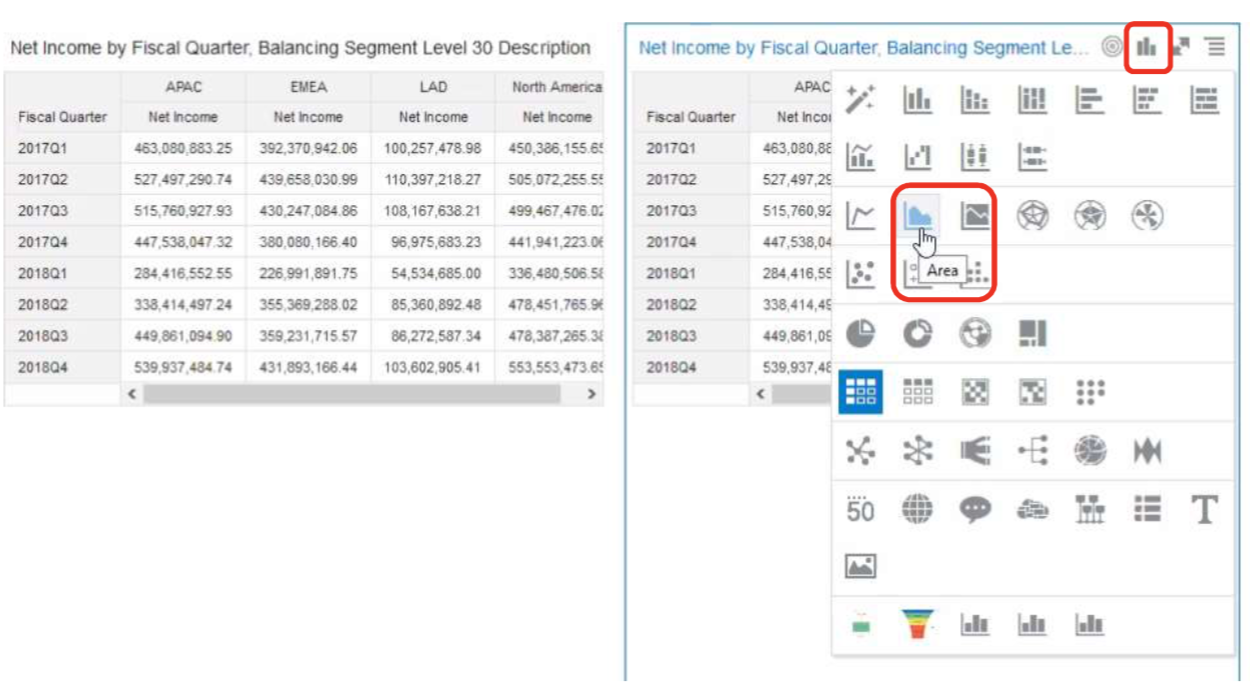 Net Income by Fiscal Quarter, Balancing Segment Level 30 Description
APAC EMEA LAD North America
Fiscal Quarter Net Income Net Income Net Income Net Income
2017Q1 463,080,883.25 392,370,942.06 100,257,478.98 450,386,155.65
2017Q2 527,497,290.74 439,658,030.99 110,397,218.27 505,072,255.55
2017Q3 515,760,927.93 430,247,084.86 108,167,638.21 499,467,476.02
2017Q4 447,538,047.32 380,080,166.40 96,975,683.23 441,941,223.06
2018Q1 284,416,552.55 226,991,891.75 54,534,685.00 336,480,506.58
2018Q2 338,414,497.24 355,369,288.02 85,360,892.48 478,451,765.96
2018Q3 449,861,094.90 359,231,715.57 86,272,587.34 478,387,265.38
2018Q4 539,937,484.74 431,893,166.44 103,602,905.41 553,553,473.65
Net Income by Fiscal Quarter, Balancing Segment Le...
APAC
Fiscal Quarter Net Incor
2017Q1 463,080,88
2017Q2 527,497,29
2017Q3 515,760,92
2017Q4 447,538,04
2018Q1 284,416,55
2018Q2 338,414,49
2018Q3 449,861,09
2018Q4 539,937,48
Area
50
T